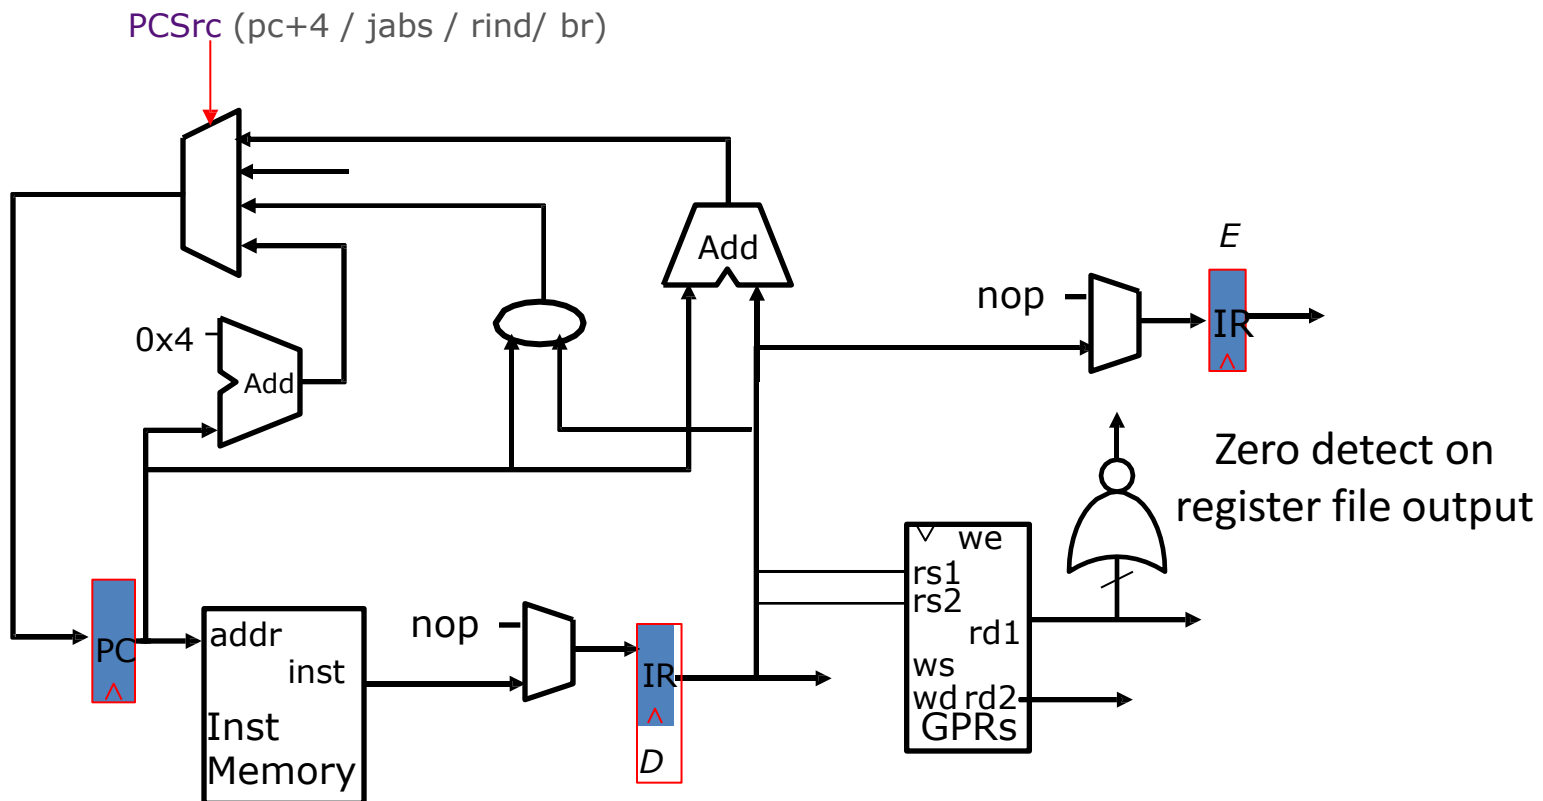 PCSrc (pc+4 / jabs / rind/ br)
E
Add
nop
IR
0x4
Add
Zero detect on
register file output
we
rs1
rs2
nop
addr
rd1
PC
inst
IR
ws
wd rd2
GPRs
Inst
Memory
D